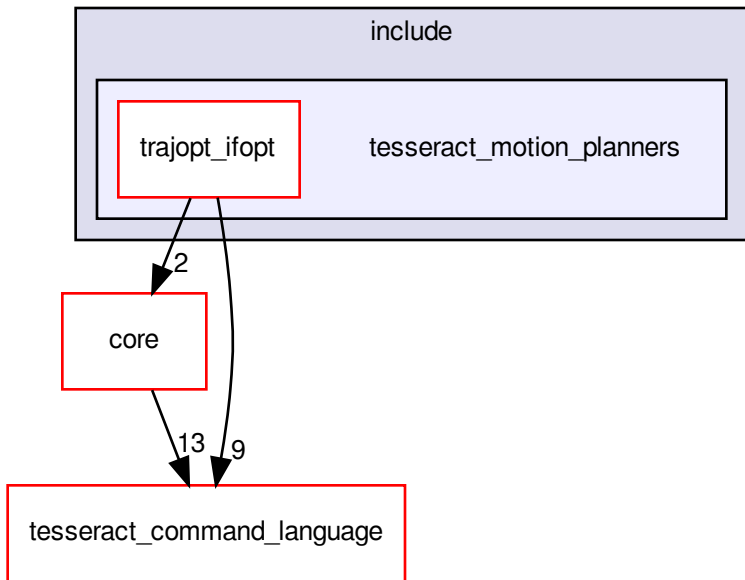 include
trajopt_ifopt
tesseract_motion_planners
2
core
13
9
tesseract_command_language